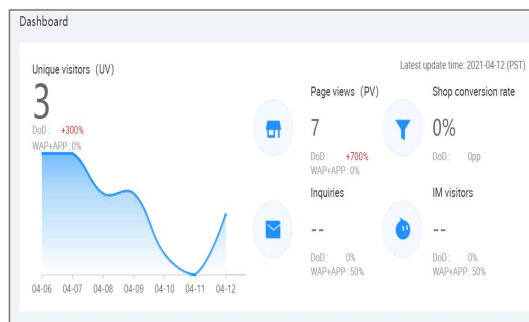 Dashboard
Latest update time: 2021-04-12 (PST)
Unique visitors (UV)
3
DoD : +300%
WAP+APP : 0%
04-06 04-07 04-08 04-09 04-10 04-11 04-12
Page views (PV)
7
DoD : +700%
WAP+APP : 0%
Shop conversion rate
0%
DoD : 0pp
Inquiries
--
DoD : 0%
WAP+APP : 50%
IM visitors
--
DoD : 0%
WAP+APP : 50%